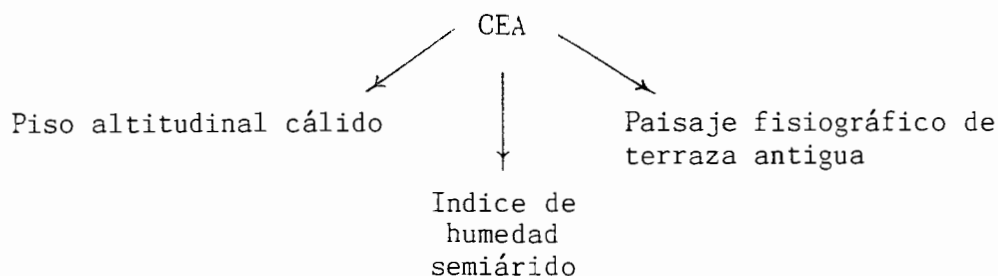 CEA
Piso altitudinal cálido
Paisaje fisiográfico de
terraza antigua
Indice de
humedad
semiárido